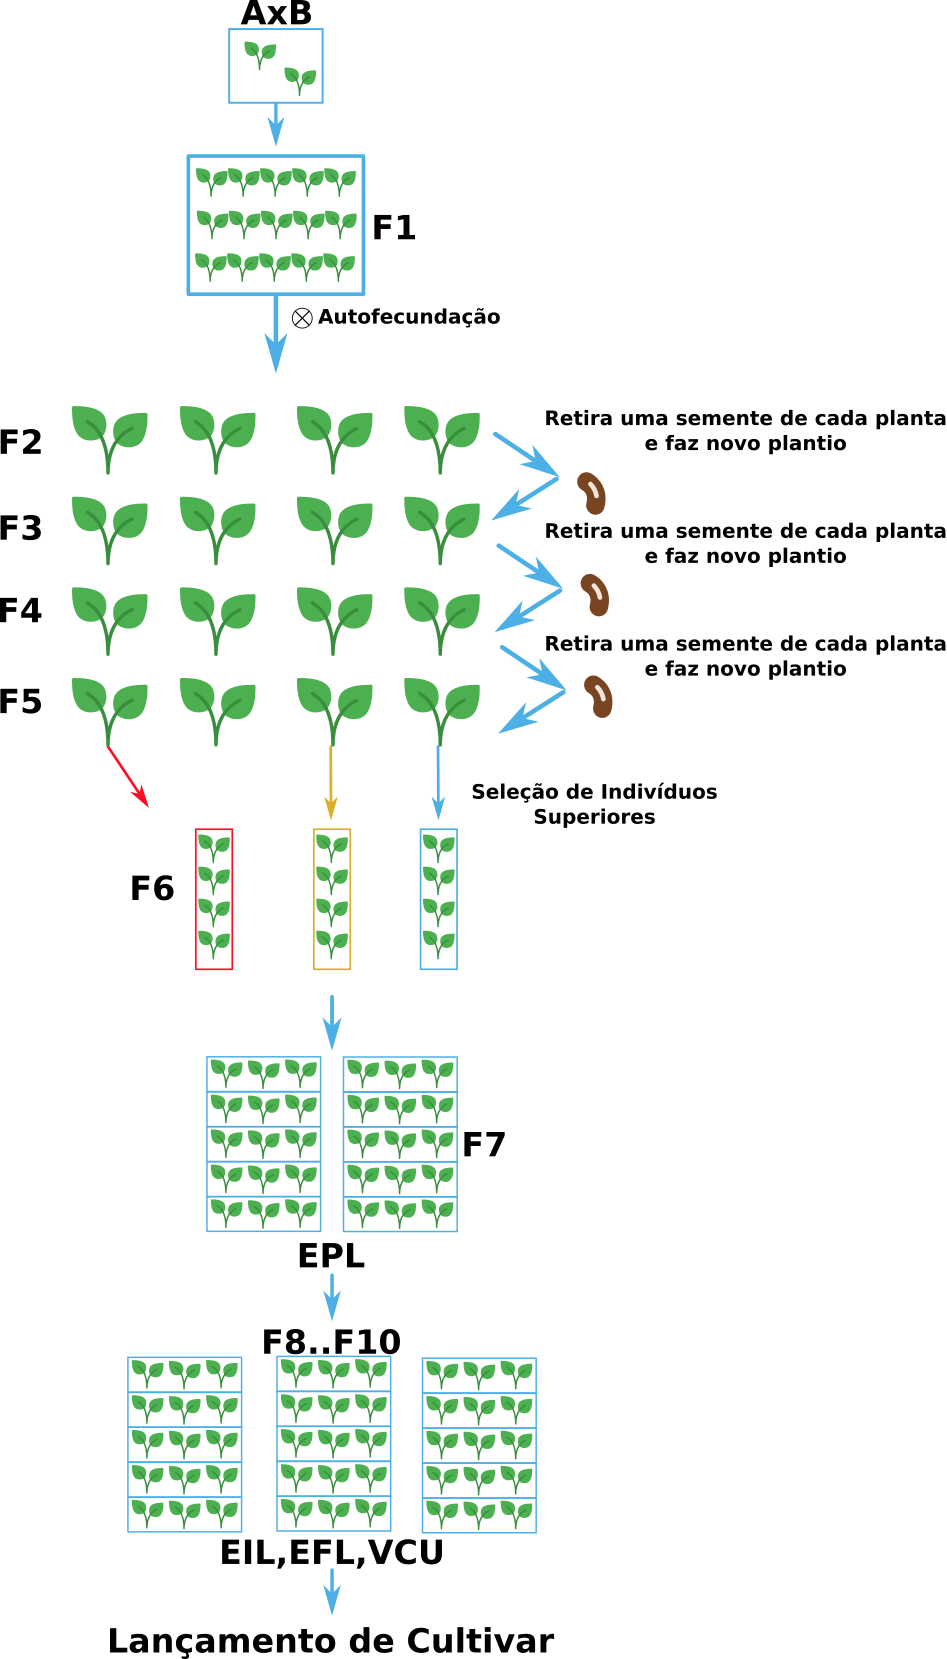 AxB
F1
Autofecundação
F2
Retira uma semente de cada planta
e faz novo plantio
F3
Retira uma semente de cada planta
e faz novo plantio
F4
Retira uma semente de cada planta
e faz novo plantio
F5
Seleção de Indivíduos
Superiores
F6
F7
EPL
F8..F10
EIL,EFL,VCU
Lançamento de Cultivar